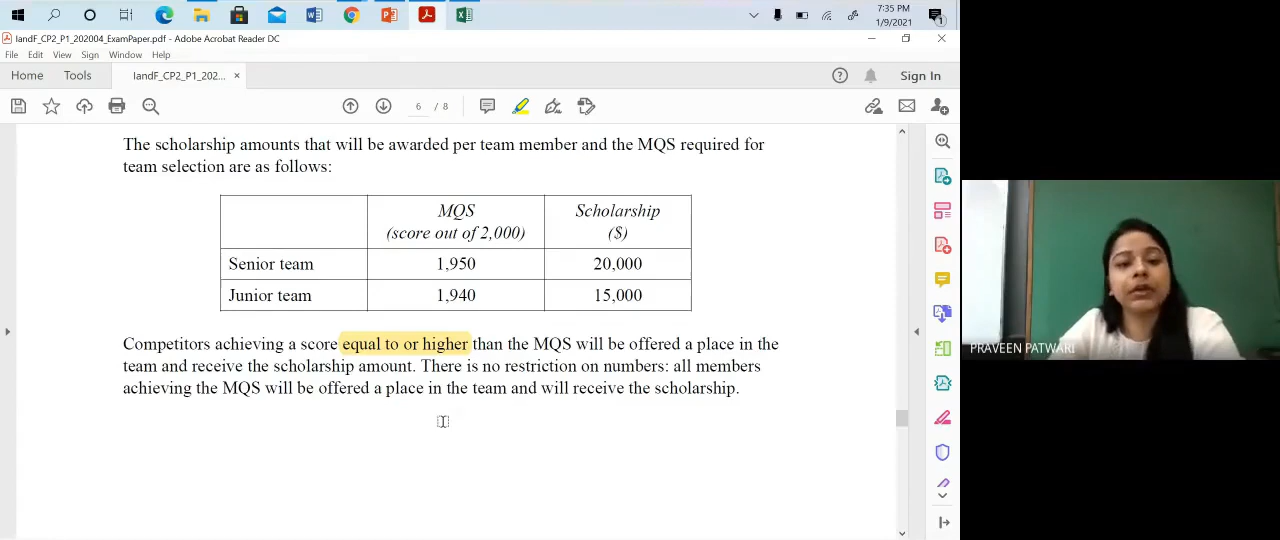 7:35 PM
1/9/2021
IandF_CP2_P1_202004_ExamPaper.pdf - Adobe Acrobat Reader DC
File Edit View Sign Window Help
Home Tools IandF_CP2_P1_202... × Sign In
6 / 8
The scholarship amounts that will be awarded per team member and the MQS required for
team selection are as follows:
MQS Scholarship
(score out of 2,000) ($)
Senior team 1,950 20,000
Junior team 1,940 15,000
Competitors achieving a score equal to or higher than the MQS will be offered a place in the
team and receive the scholarship amount. There is no restriction on numbers: all members
achieving the MQS will be offered a place in the team and will receive the scholarship.
PRAVEEN PATWARI